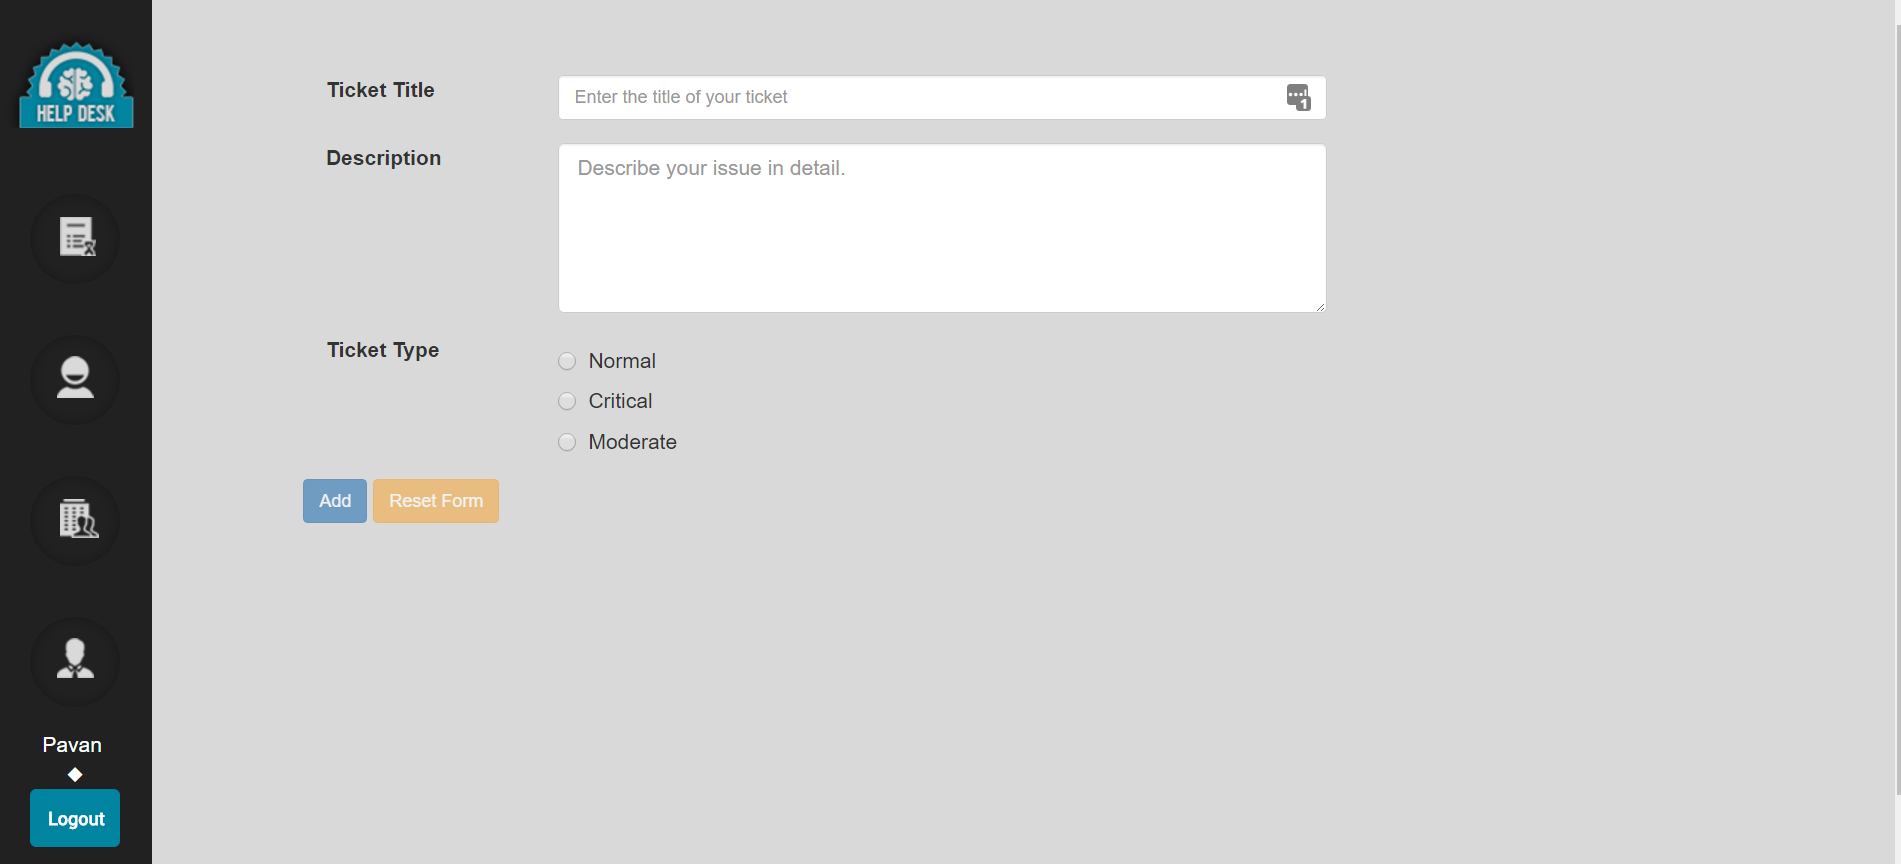 HELP DESK
Ticket Title
Enter the title of your ticket
1
Description
Describe your issue in detail.
Ticket Type
Normal
Critical
Moderate
Add
Reset Form
Pavan
Logout